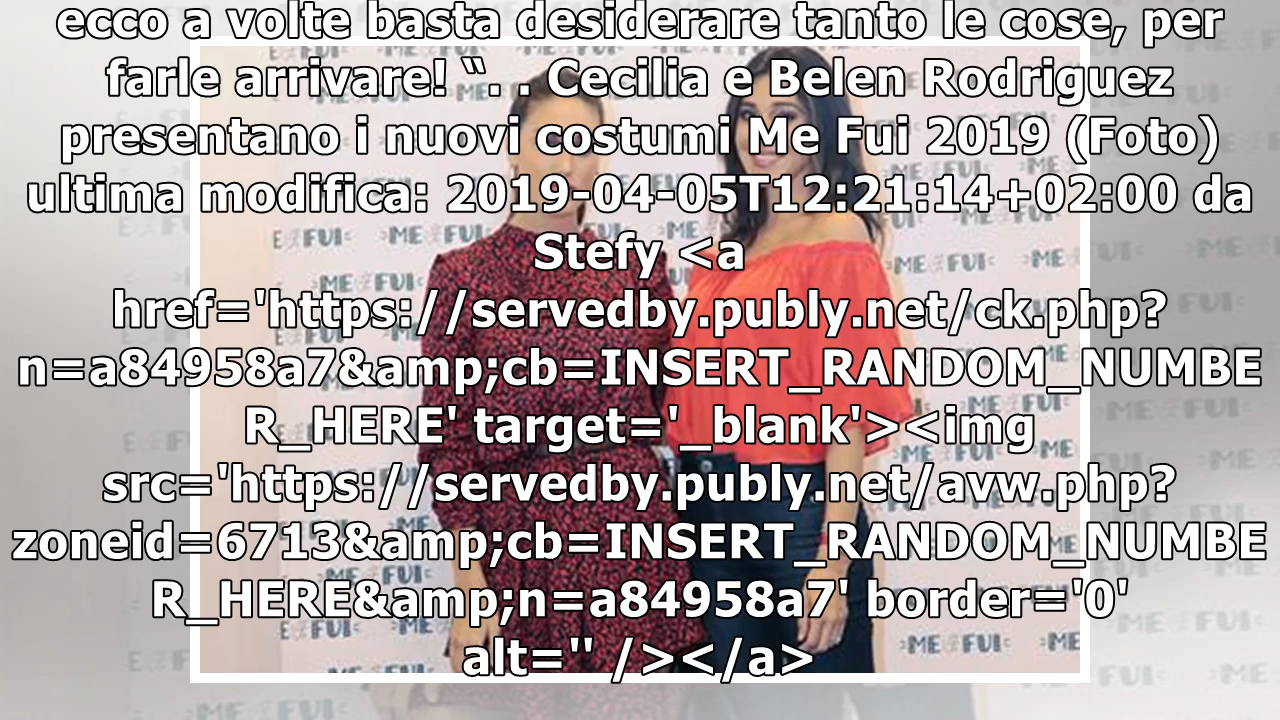 ecco a volte basta desiderare tanto le cose, per
farle arrivare! “. . Cecilia e Belen Rodriguez
presentano i nuovi costumi Me Fui 2019 (Foto)
ultima modifica: 2019-04-05T12:21:14+02:00 da
Stefy <a
href='https://servedby.publy.net/ck.php?
n=a84958a7&amp;cb=INSERT_RANDOM_NUMBE
R_HERE' target='_blank'><img
src='https://servedby.publy.net/avw.php?
zoneid=6713&amp;cb=INSERT_RANDOM_NUMBE
R_HERE&amp;n=a84958a7' border='0'
alt='' /></a>
ME FUI